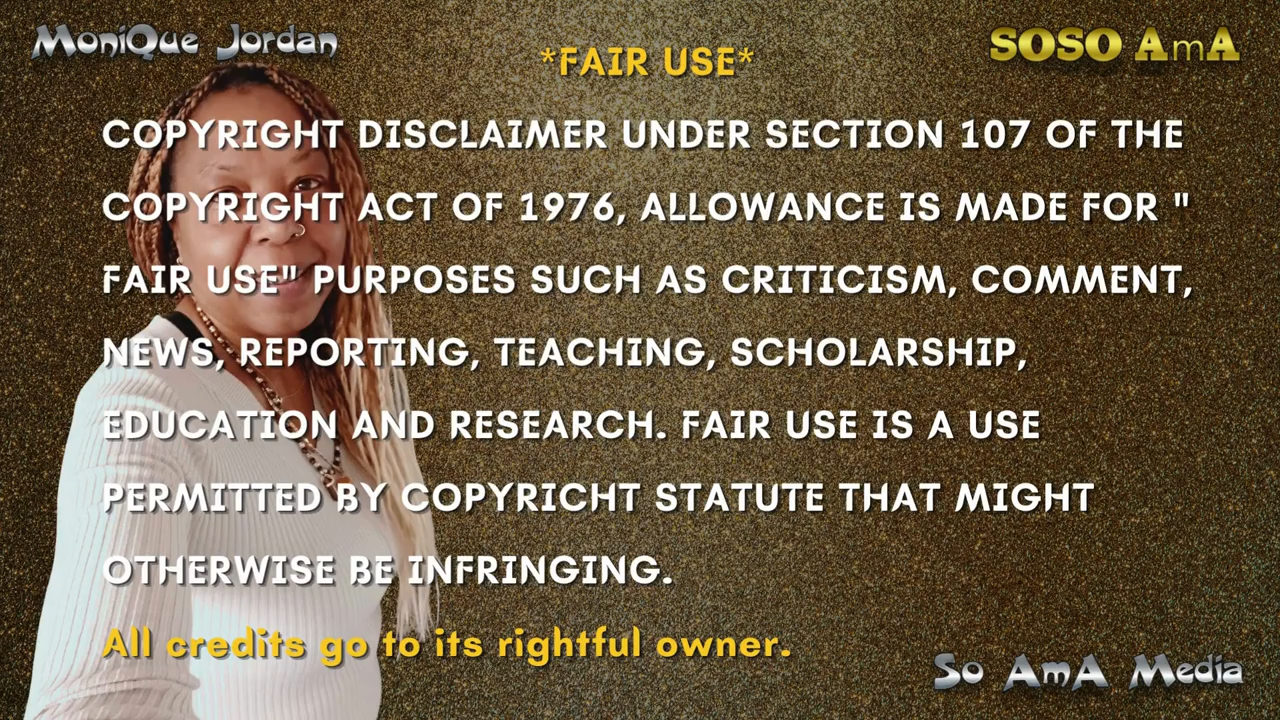 MoniQue Jordan
SOSO AmA
*FAIR USE*
COPYRIGHT DISCLAIMER UNDER SECTION 107 OF THE
COPYRIGHT ACT OF 1976, ALLOWANCE IS MADE FOR "
FAIR USE" PURPOSES SUCH AS CRITICISM, COMMENT,
NEWS, REPORTING, TEACHING, SCHOLARSHIP,
EDUCATION AND RESEARCH. FAIR USE IS A USE
PERMITTED BY COPYRICHT STATUTE THAT MIGHT
OTHERWISE BE INFRINGING.
All credits go to its rightful owner.
So AmA Media